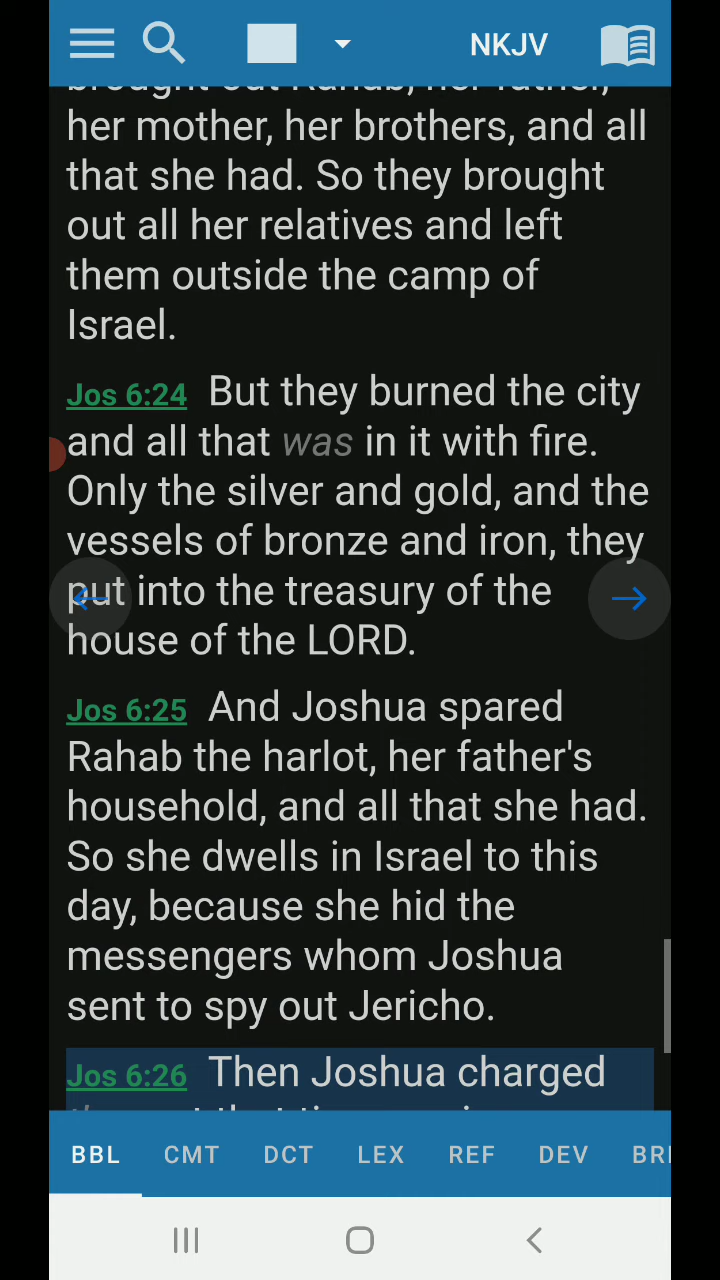 NKJV
brought out Rahab, her father,
her mother, her brothers, and all
that she had. So they brought
out all her relatives and left
them outside the camp of
Israel.
Jos 6:24 But they burned the city
and all that was in it with fire.
Only the silver and gold, and the
vessels of bronze and iron, they
put into the treasury of the
house of the LORD.
Jos 6:25 And Joshua spared
Rahab the harlot, her father's
household, and all that she had.
So she dwells in Israel to this
day, because she hid the
messengers whom Joshua
sent to spy out Jericho.
Jos 6:26 Then Joshua charged
BBL CMT DCT LEX REF DEV